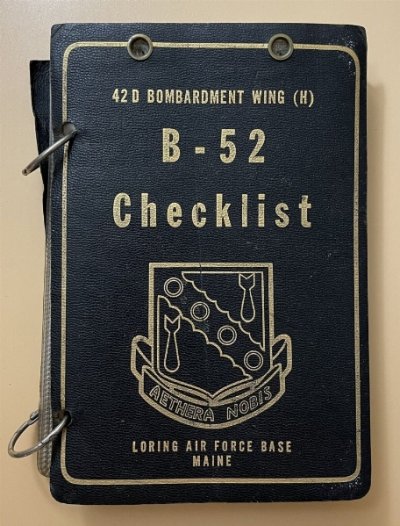 42D BOMBARDMENT WING (H)
B-52
Checklist
AETHERA NOBIS
LORING AIR FORCE BASE
MAINE